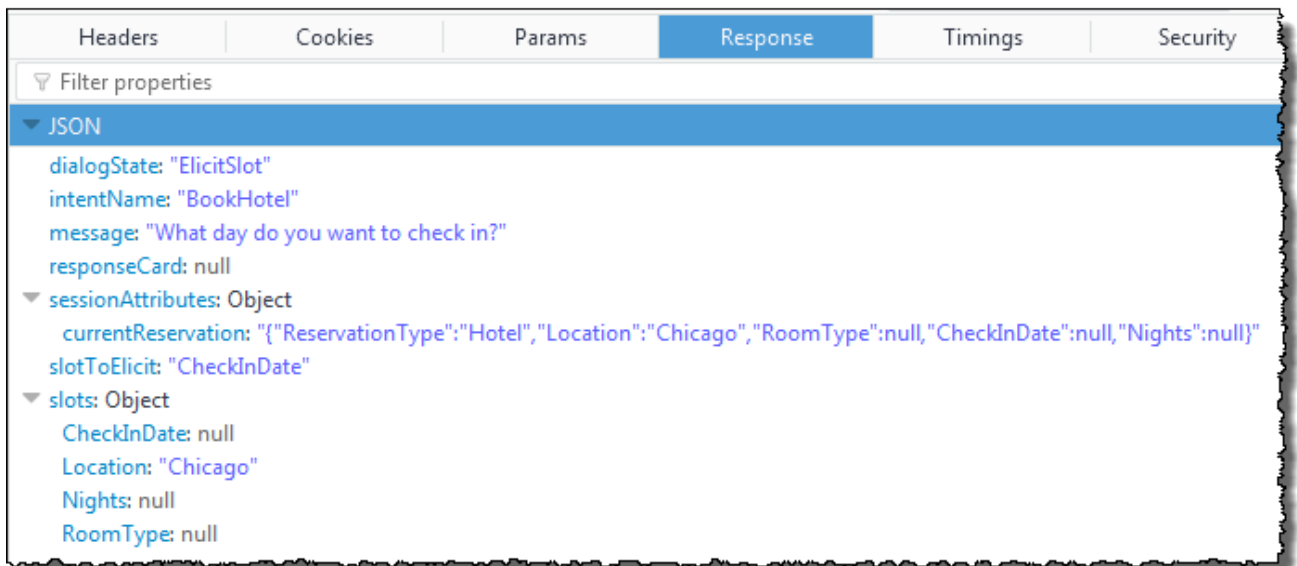 Headers Cookies Params Response Timings Security
Filter properties
JSON
dialogState: "ElicitSlot"
intentName: "BookHotel"
message: "What day do you want to check in?"
responseCard: null
sessionAttributes: Object
currentReservation: "{"ReservationType":"Hotel","Location":"Chicago","RoomType":null,"CheckInDate":null,"Nights":null}"
slotToElicit: "CheckInDate"
slots: Object
CheckInDate: null
Location: "Chicago"
Nights: null
RoomType: null